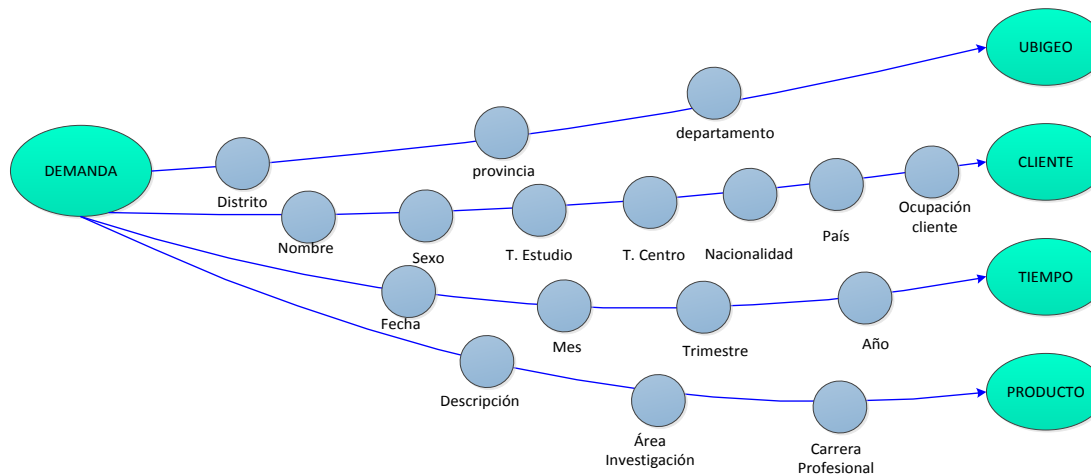 UBIGEO
departamento
provincia
DEMANDA
Distrito
CLIENTE
Nombre
Sexo
T. Estudio
T. Centro
Nacionalidad
País
Ocupación
cliente
TIEMPO
Fecha
Mes
Trimestre
Año
PRODUCTO
Descripción
Área
Investigación
Carrera
Profesional